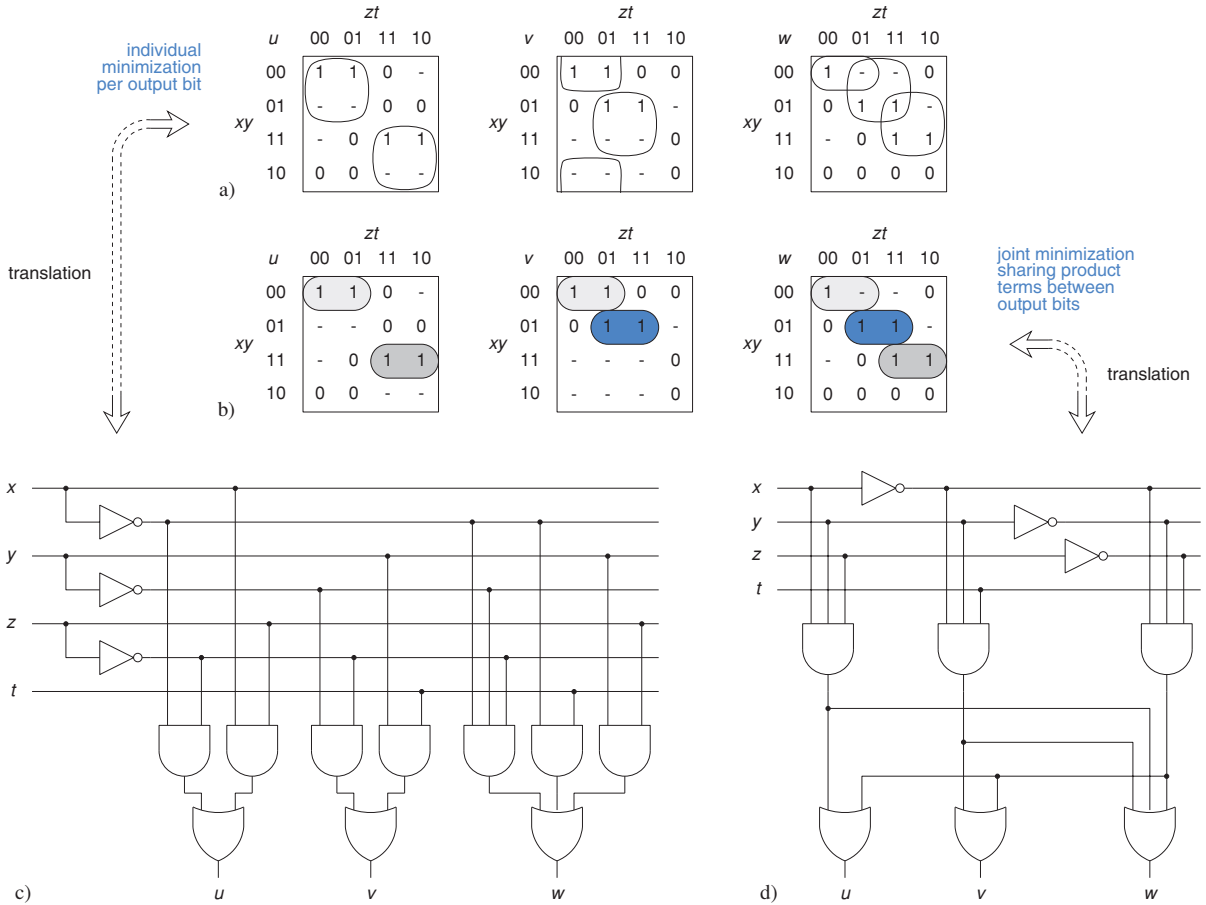 individual
minimization
per output bit
zt
u 00 01 11 10
xy
00 1 1 0 -
01 - - 0 0
11 - 0 1 1
10 0 0 - -
zt
v 00 01 11 10
xy
00 1 1 0 0
01 0 1 1 -
11 - - - 0
10 - - - 0
zt
w 00 01 11 10
xy
00 1 - - 0
01 0 1 1 -
11 - 0 1 1
10 0 0 0 0
a)
translation
zt
u 00 01 11 10
xy
00 1 1 0 -
01 - - 0 0
11 - 0 1 1
10 0 0 - -
zt
v 00 01 11 10
xy
00 1 1 0 0
01 0 1 1 -
11 - - - 0
10 - - - 0
zt
w 00 01 11 10
xy
00 1 - - 0
01 0 1 1 -
11 - 0 1 1
10 0 0 0 0
b)
joint minimization
sharing product
terms between
output bits
translation
x
y
z
t
u v w
c)
x
y
z
t
u v w
d)